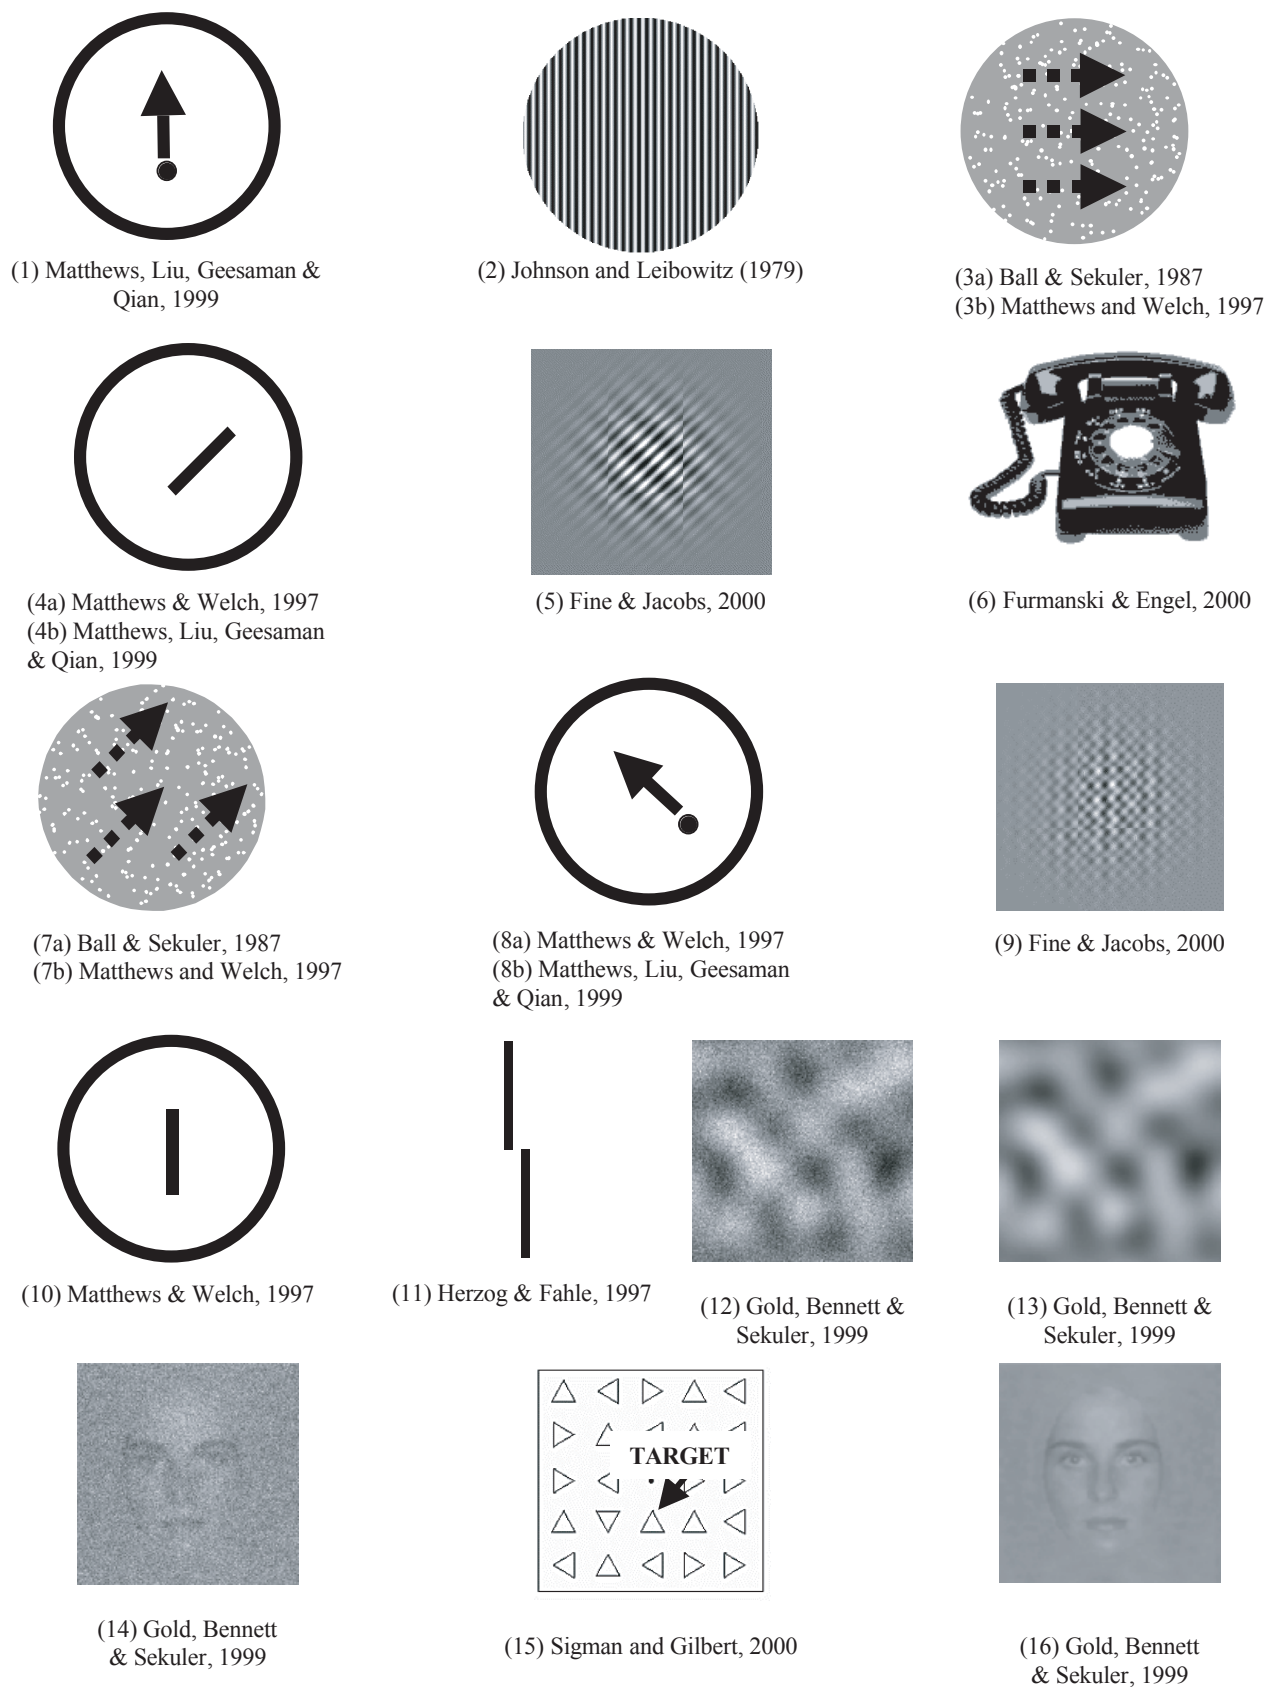 (1) Matthews, Liu, Geesaman &
Qian, 1999
(2) Johnson and Leibowitz (1979)
(3a) Ball & Sekuler, 1987
(3b) Matthews and Welch, 1997
(4a) Matthews & Welch, 1997
(4b) Matthews, Liu, Geesaman
& Qian, 1999
(5) Fine & Jacobs, 2000
(6) Furmanski & Engel, 2000
(7a) Ball & Sekuler, 1987
(7b) Matthews and Welch, 1997
(8a) Matthews & Welch, 1997
(8b) Matthews, Liu, Geesaman
& Qian, 1999
(9) Fine & Jacobs, 2000
(10) Matthews & Welch, 1997
(11) Herzog & Fahle, 1997
(12) Gold, Bennett &
Sekuler, 1999
(13) Gold, Bennett &
Sekuler, 1999
(14) Gold, Bennett
& Sekuler, 1999
TARGET
(15) Sigman and Gilbert, 2000
(16) Gold, Bennett
& Sekuler, 1999